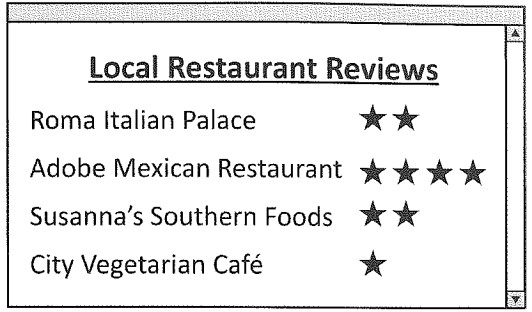 Local Restaurant Reviews
Roma Italian Palace ★★
Adobe Mexican Restaurant ★★★★
Susanna's Southern Foods ★★
City Vegetarian Café ★